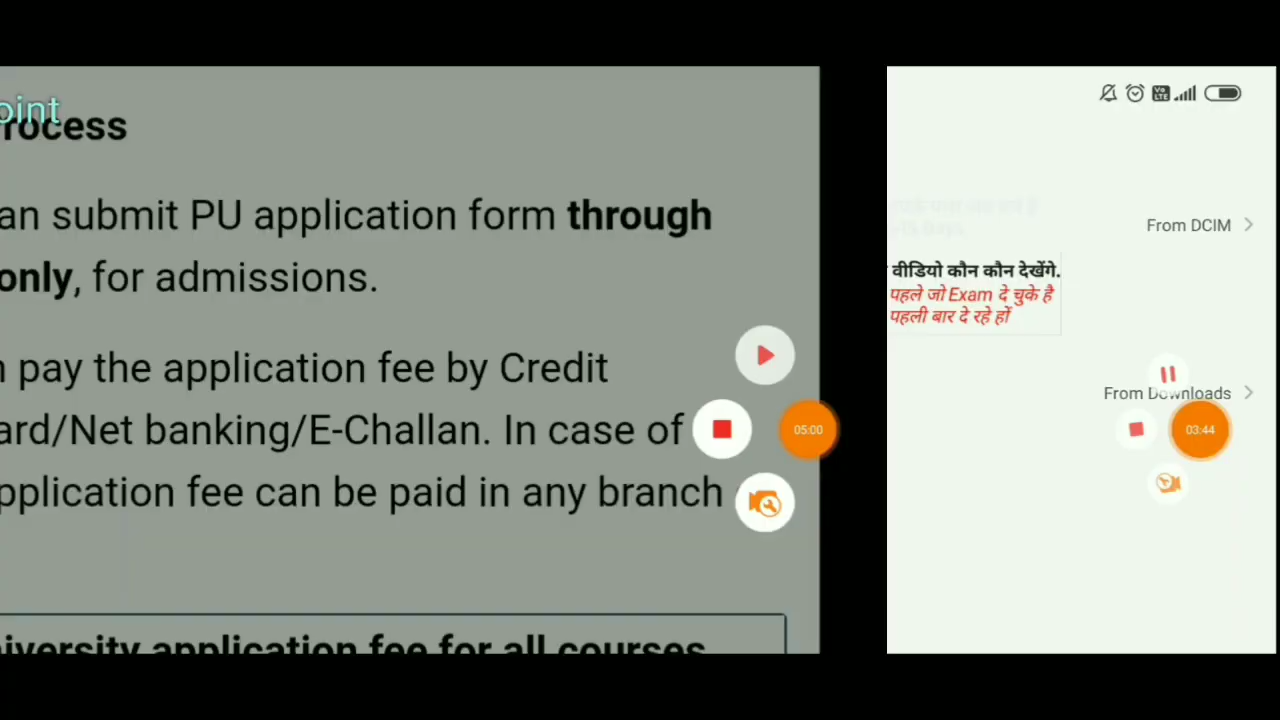 oint
rocess
an submit PU application form through
only, for admissions.
pay the application fee by Credit
ard/Net banking/E-Challan. In case of
pplication fee can be paid in any branch
iversity application fee for all courses
05:00
From DCIM
वीडियो कौन कौन देखेंगे.
पहले जो Exam दे चुके है
पहली बार दे रहे हों
From Downloads
03:44